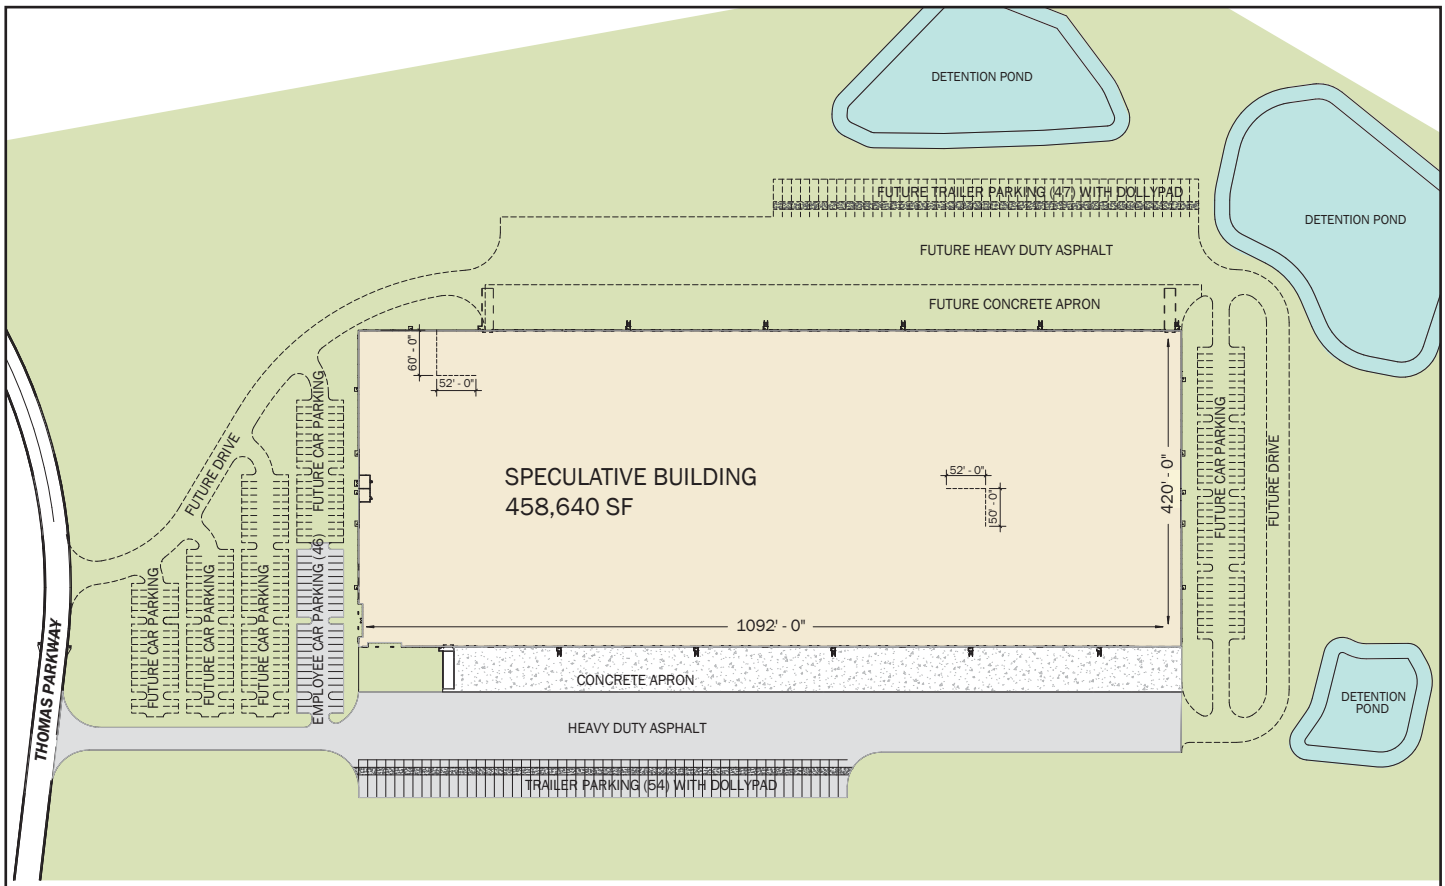 DETENTION POND
FUTURE TRAILER PARKING (47) WITH DOLLYPAD
DETENTION POND
FUTURE HEAVY DUTY ASPHALT
FUTURE CONCRETE APRON
60' - 0"
52' - 0"
FUTURE CAR PARKING
FUTURE DRIVE
SPECULATIVE BUILDING
458,640 SF
52' - 0"
50' - 0"
420' - 0"
FUTURE CAR PARKING
FUTURE DRIVE
FUTURE CAR PARKING
FUTURE CAR PARKING
FUTURE CAR PARKING
EMPLOYEE CAR PARKING (46)
1092' - 0"
THOMAS PARKWAY
CONCRETE APRON
DETENTION
POND
HEAVY DUTY ASPHALT
TRAILER PARKING (54) WITH DOLLYPAD